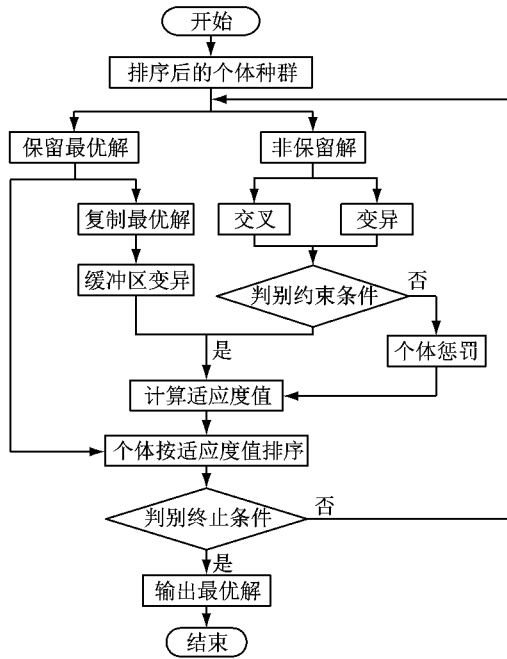 开始
排序后的个体种群
保留最优解
非保留解
复制最优解
交叉
变异
缓冲区变异
判别约束条件
否
是
个体惩罚
计算适应度值
个体按适应度值排序
判别终止条件
否
是
输出最优解
结束